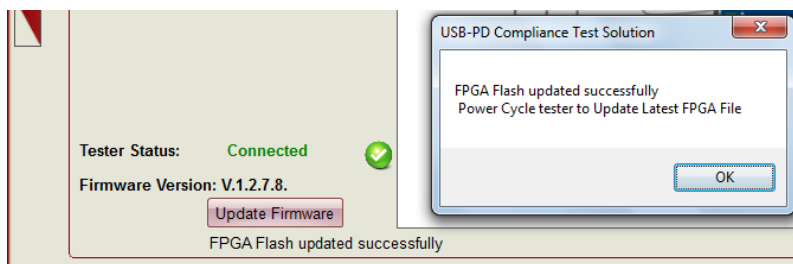 USB-PD Compliance Test Solution
FPGA Flash updated successfully
Power Cycle tester to Update Latest FPGA File
OK
Tester Status: Connected
Firmware Version: V.1.2.7.8.
Update Firmware
FPGA Flash updated successfully